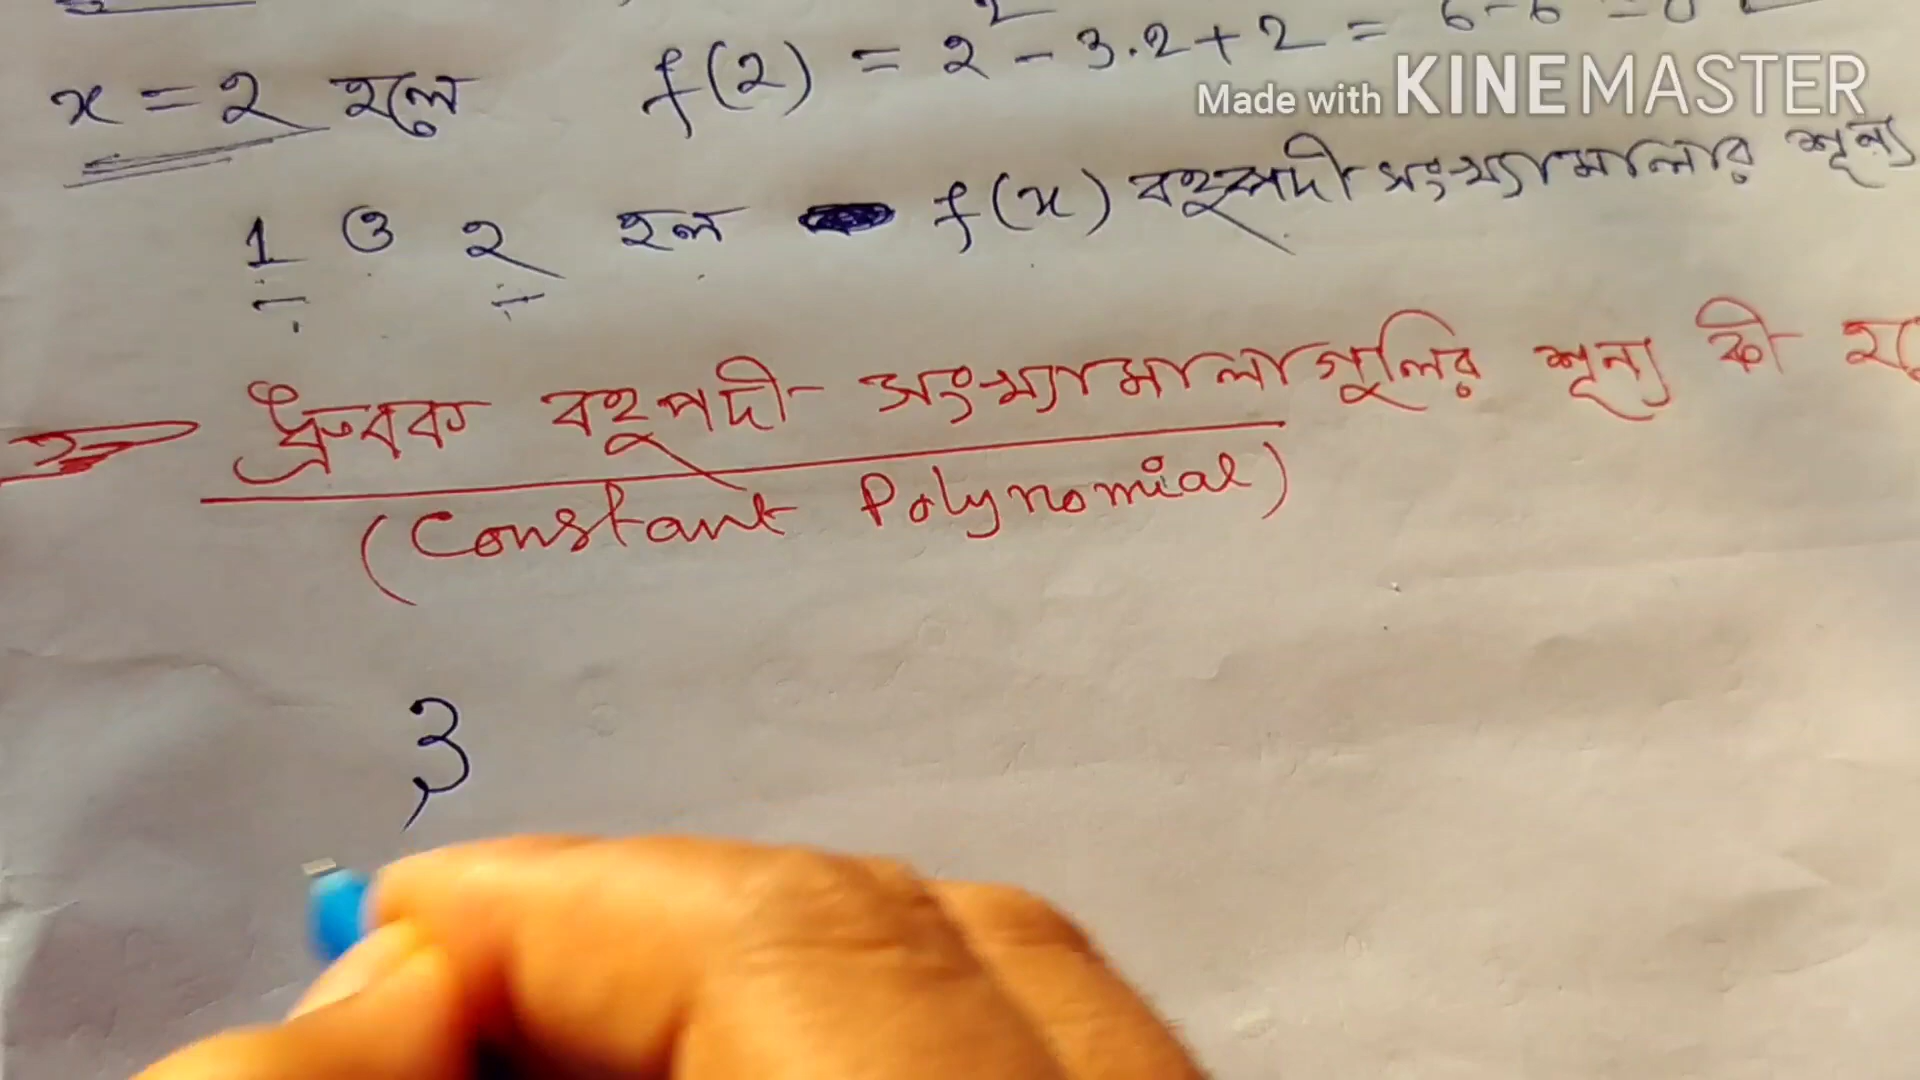 x = 2 হলে f(2) = 2² - 3.2 + 2 = 6 - 6 = 0
Made with KINEMASTER
1 ও 2 হল f(x) বহুপদী সংখ্যামালার শূন্য
ধ্রুবক বহুপদী সংখ্যামালাগুলির শূন্য কী
(Constant Polynomial)
3